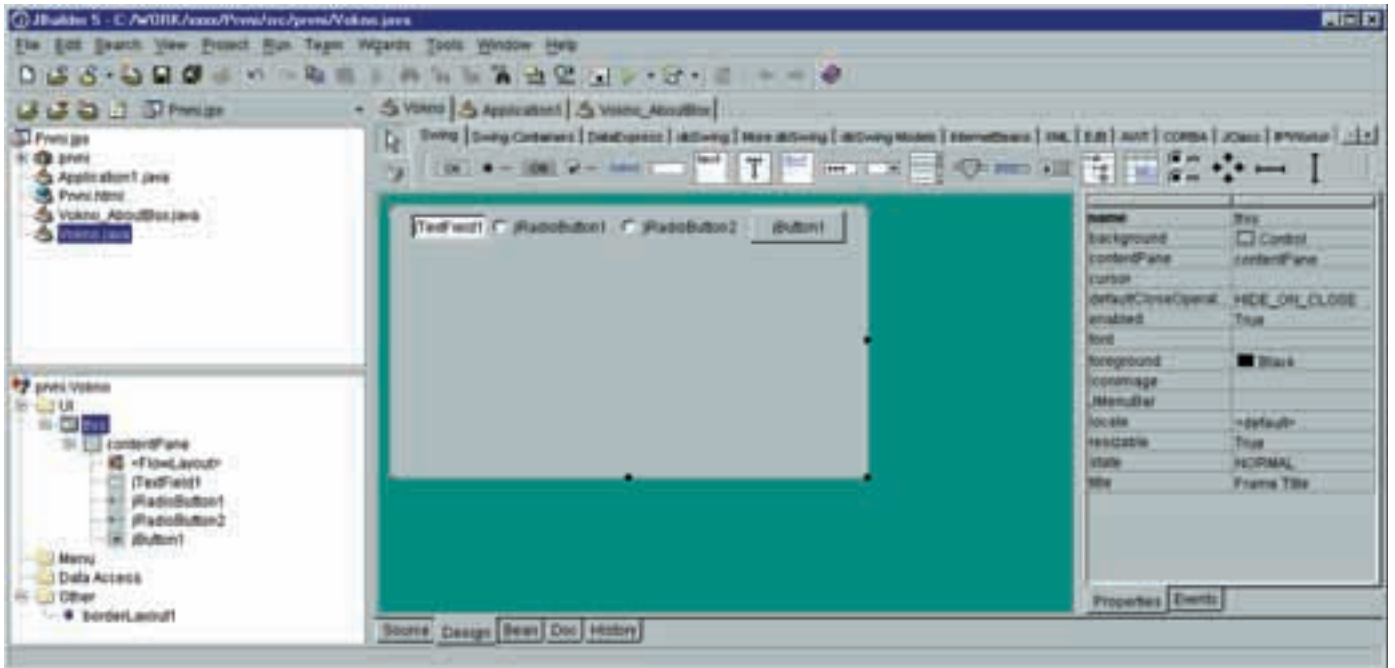 JBuilder 5 - C:/WORK/xxxx/Prvni/src/prvni/Vokno.java
File Edit Search View Project Run Team Wizards Tools Window Help
Prvni.jpx
Vokno Application1 Vokno_AboutBox
Swing Swing Containers DataExpress dbSwing More dbSwing dbSwing Models InternetBeans XML EJB AWT CORBA JClass
Prvni.jpx
prvni
Application1.java
Prvni.html
Vokno_AboutBox.java
Vokno.java
jTextField1 jRadioButton1 jRadioButton2 jButton1
name this
background Control
contentPane contentPane
cursor
defaultCloseOperat... HIDE_ON_CLOSE
enabled True
font
foreground Black
iconImage
JMenuBar
locale <default>
resizable True
state NORMAL
title Frame Title
prvni.Vokno
UI
this
contentPane
<FlowLayout>
jTextField1
jRadioButton1
jRadioButton2
jButton1
Menu
Data Access
Other
borderLayout1
Properties Events
Source Design Bean Doc History